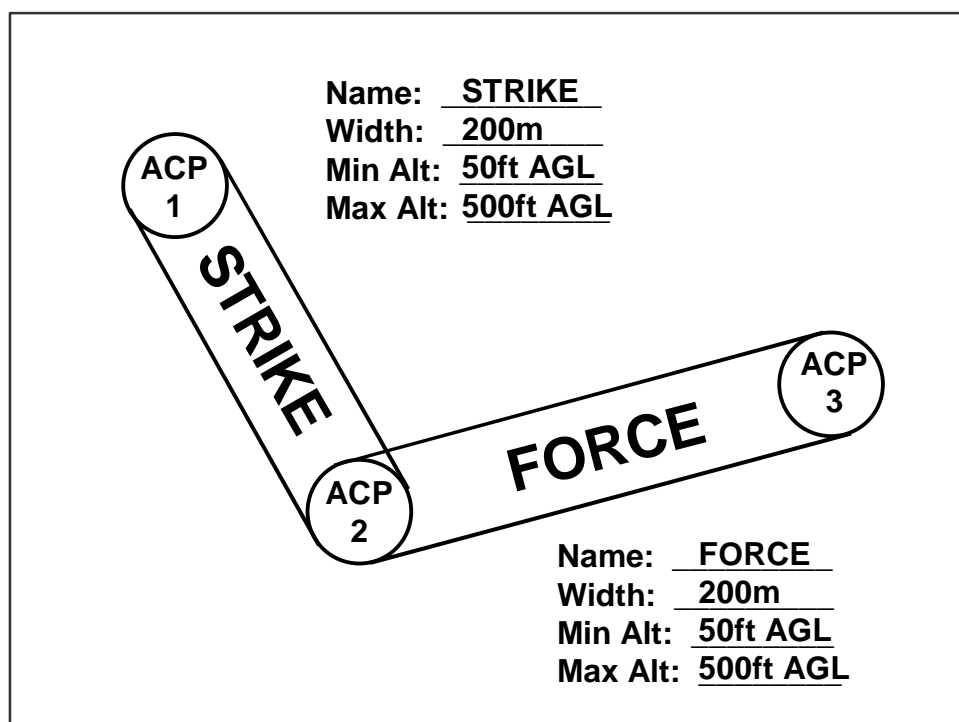 Name: STRIKE
Width: 200m
Min Alt: 50ft AGL
Max Alt: 500ft AGL
ACP
1
STRIKE
ACP
2
FORCE
ACP
3
Name: FORCE
Width: 200m
Min Alt: 50ft AGL
Max Alt: 500ft AGL